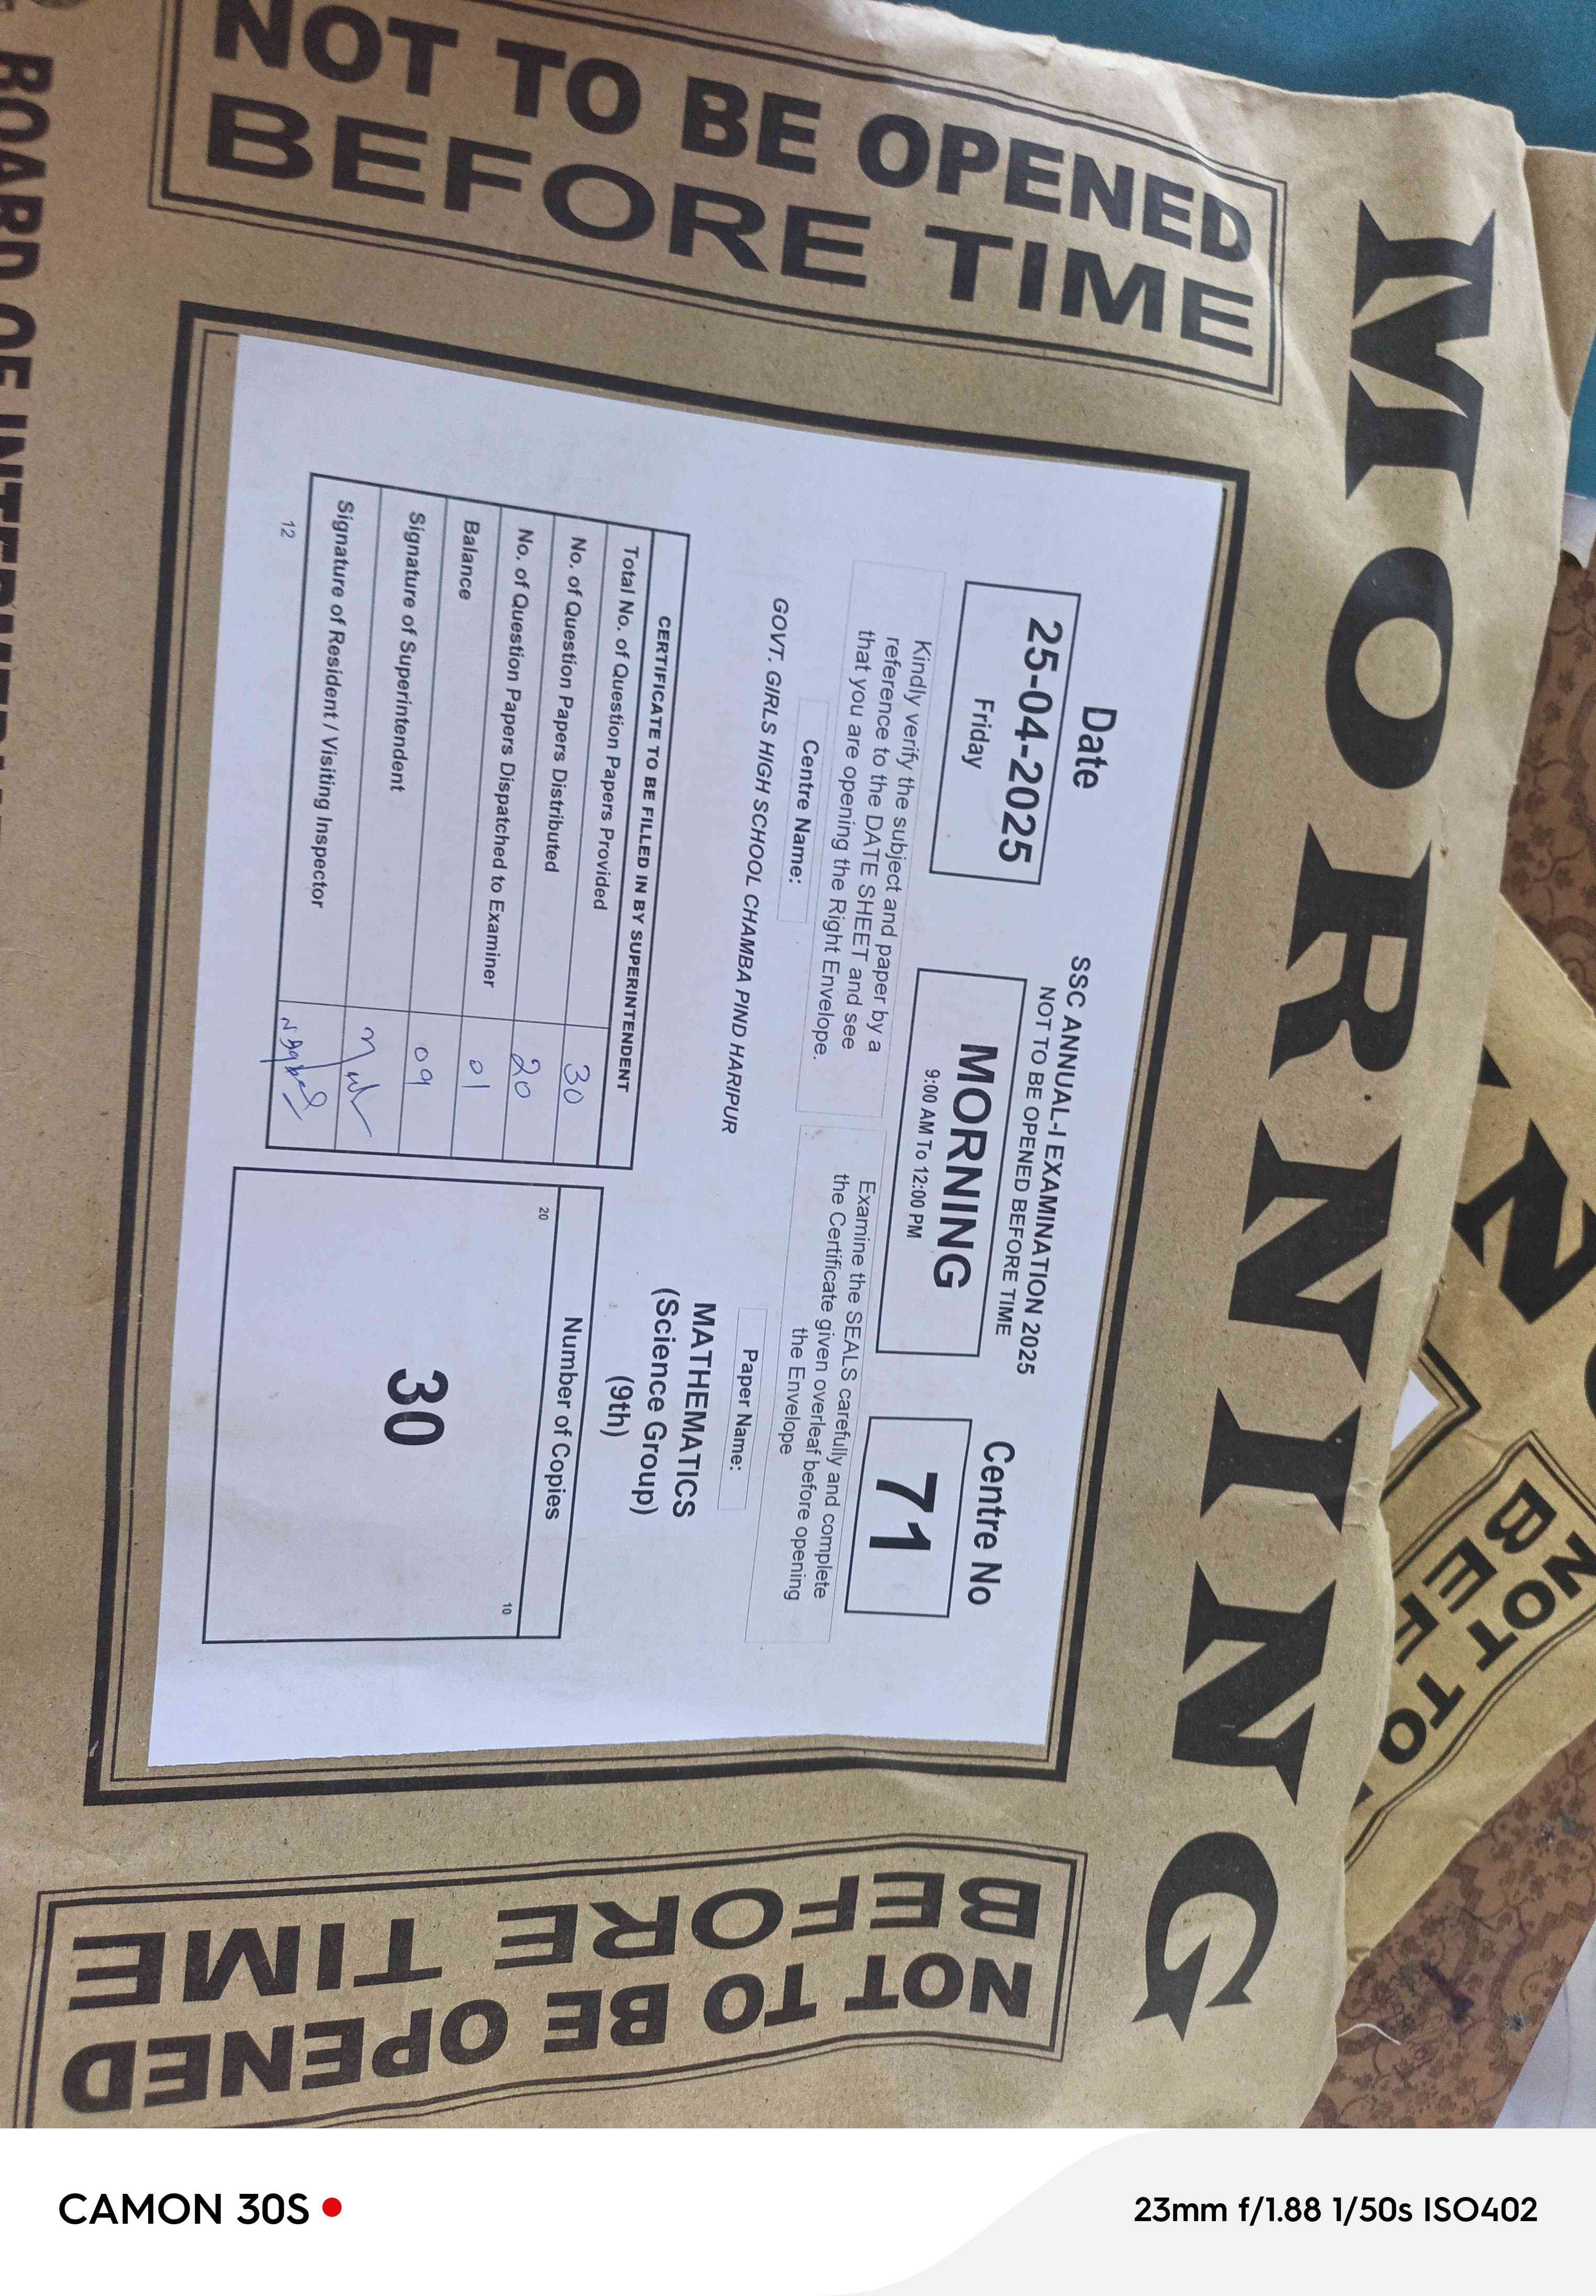 NOT TO BE OPENED
BEFORE TIME
MORNING
Date
25-04-2025
Friday
SSC ANNUAL-I EXAMINATION 2025
NOT TO BE OPENED BEFORE TIME
MORNING
9:00 AM To 12:00 PM
Centre No
71
Kindly verify the subject and paper by a
reference to the DATE SHEET and see
that you are opening the Right Envelope.
Examine the SEALS carefully and complete
the Certificate given overleaf before opening
the Envelope
Centre Name:
GOVT. GIRLS HIGH SCHOOL CHAMBA PIND HARIPUR
Paper Name:
MATHEMATICS
(Science Group)
(9th)
CERTIFICATE TO BE FILLED IN BY SUPERINTENDENT
Total No. of Question Papers Provided 30
No. of Question Papers Distributed 20
No. of Question Papers Dispatched to Examiner 01
Balance 09
Signature of Superintendent
Signature of Resident / Visiting Inspector
12
Number of Copies
20 10
30
NOT TO BE OPENED
BEFORE TIME
BOARD OF
NOT TO
BEF
CAMON 30S
23mm f/1.88 1/50s ISO402